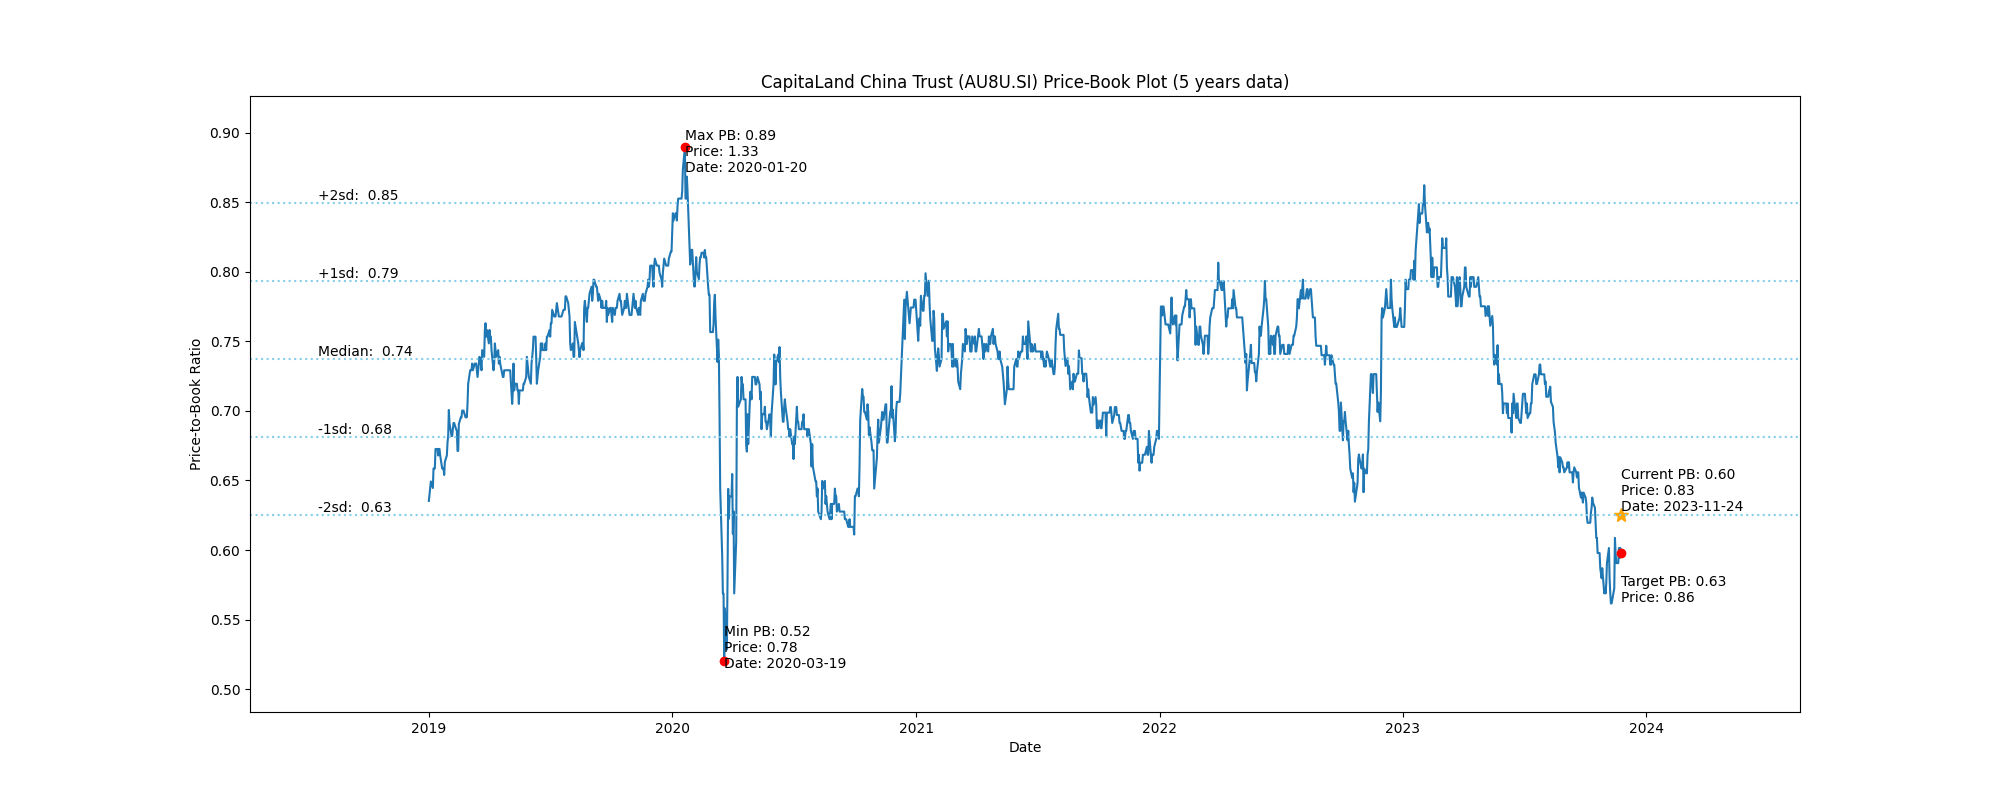 CapitaLand China Trust (AU8U.SI) Price-Book Plot (5 years data)
Price-to-Book Ratio
0.90
0.85
0.80
0.75
0.70
0.65
0.60
0.55
0.50
+2sd:  0.85
+1sd:  0.79
Median:  0.74
-1sd:  0.68
-2sd:  0.63
Max PB: 0.89
Price: 1.33
Date: 2020-01-20
Min PB: 0.52
Price: 0.78
Date: 2020-03-19
Current PB: 0.60
Price: 0.83
Date: 2023-11-24
Target PB: 0.63
Price: 0.86
2019
2020
2021
2022
2023
2024
Date